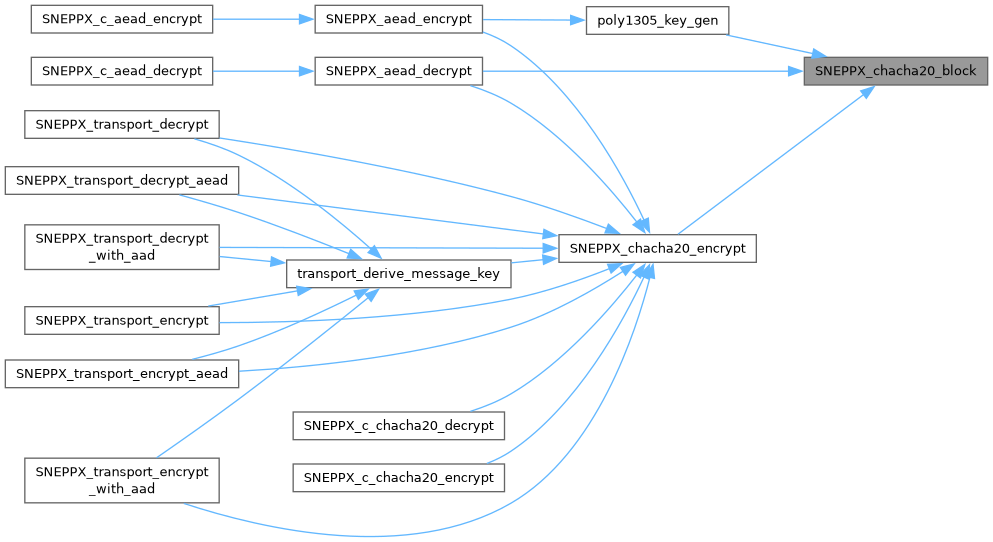 SNEPPX_c_aead_encrypt
SNEPPX_aead_encrypt
poly1305_key_gen
SNEPPX_c_aead_decrypt
SNEPPX_aead_decrypt
SNEPPX_chacha20_block
SNEPPX_transport_decrypt
SNEPPX_transport_decrypt_aead
SNEPPX_transport_decrypt
_with_aad
SNEPPX_chacha20_encrypt
transport_derive_message_key
SNEPPX_transport_encrypt
SNEPPX_transport_encrypt_aead
SNEPPX_c_chacha20_decrypt
SNEPPX_c_chacha20_encrypt
SNEPPX_transport_encrypt
_with_aad